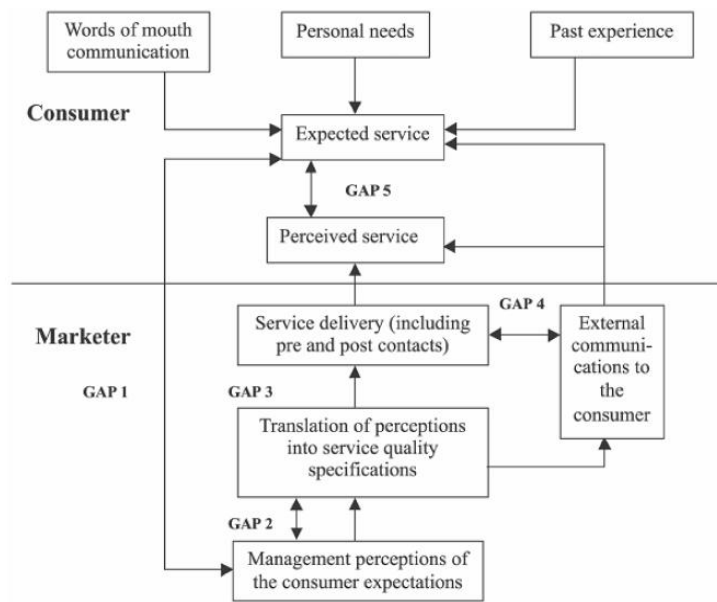 Words of mouth
communication
Personal needs
Past experience
Consumer
Expected service
GAP 5
Perceived service
GAP 4
Marketer
Service delivery (including
pre and post contacts)
External
communi-
cations to
the
consumer
GAP 1
GAP 3
Translation of perceptions
into service quality
specifications
GAP 2
Management perceptions of
the consumer expectations